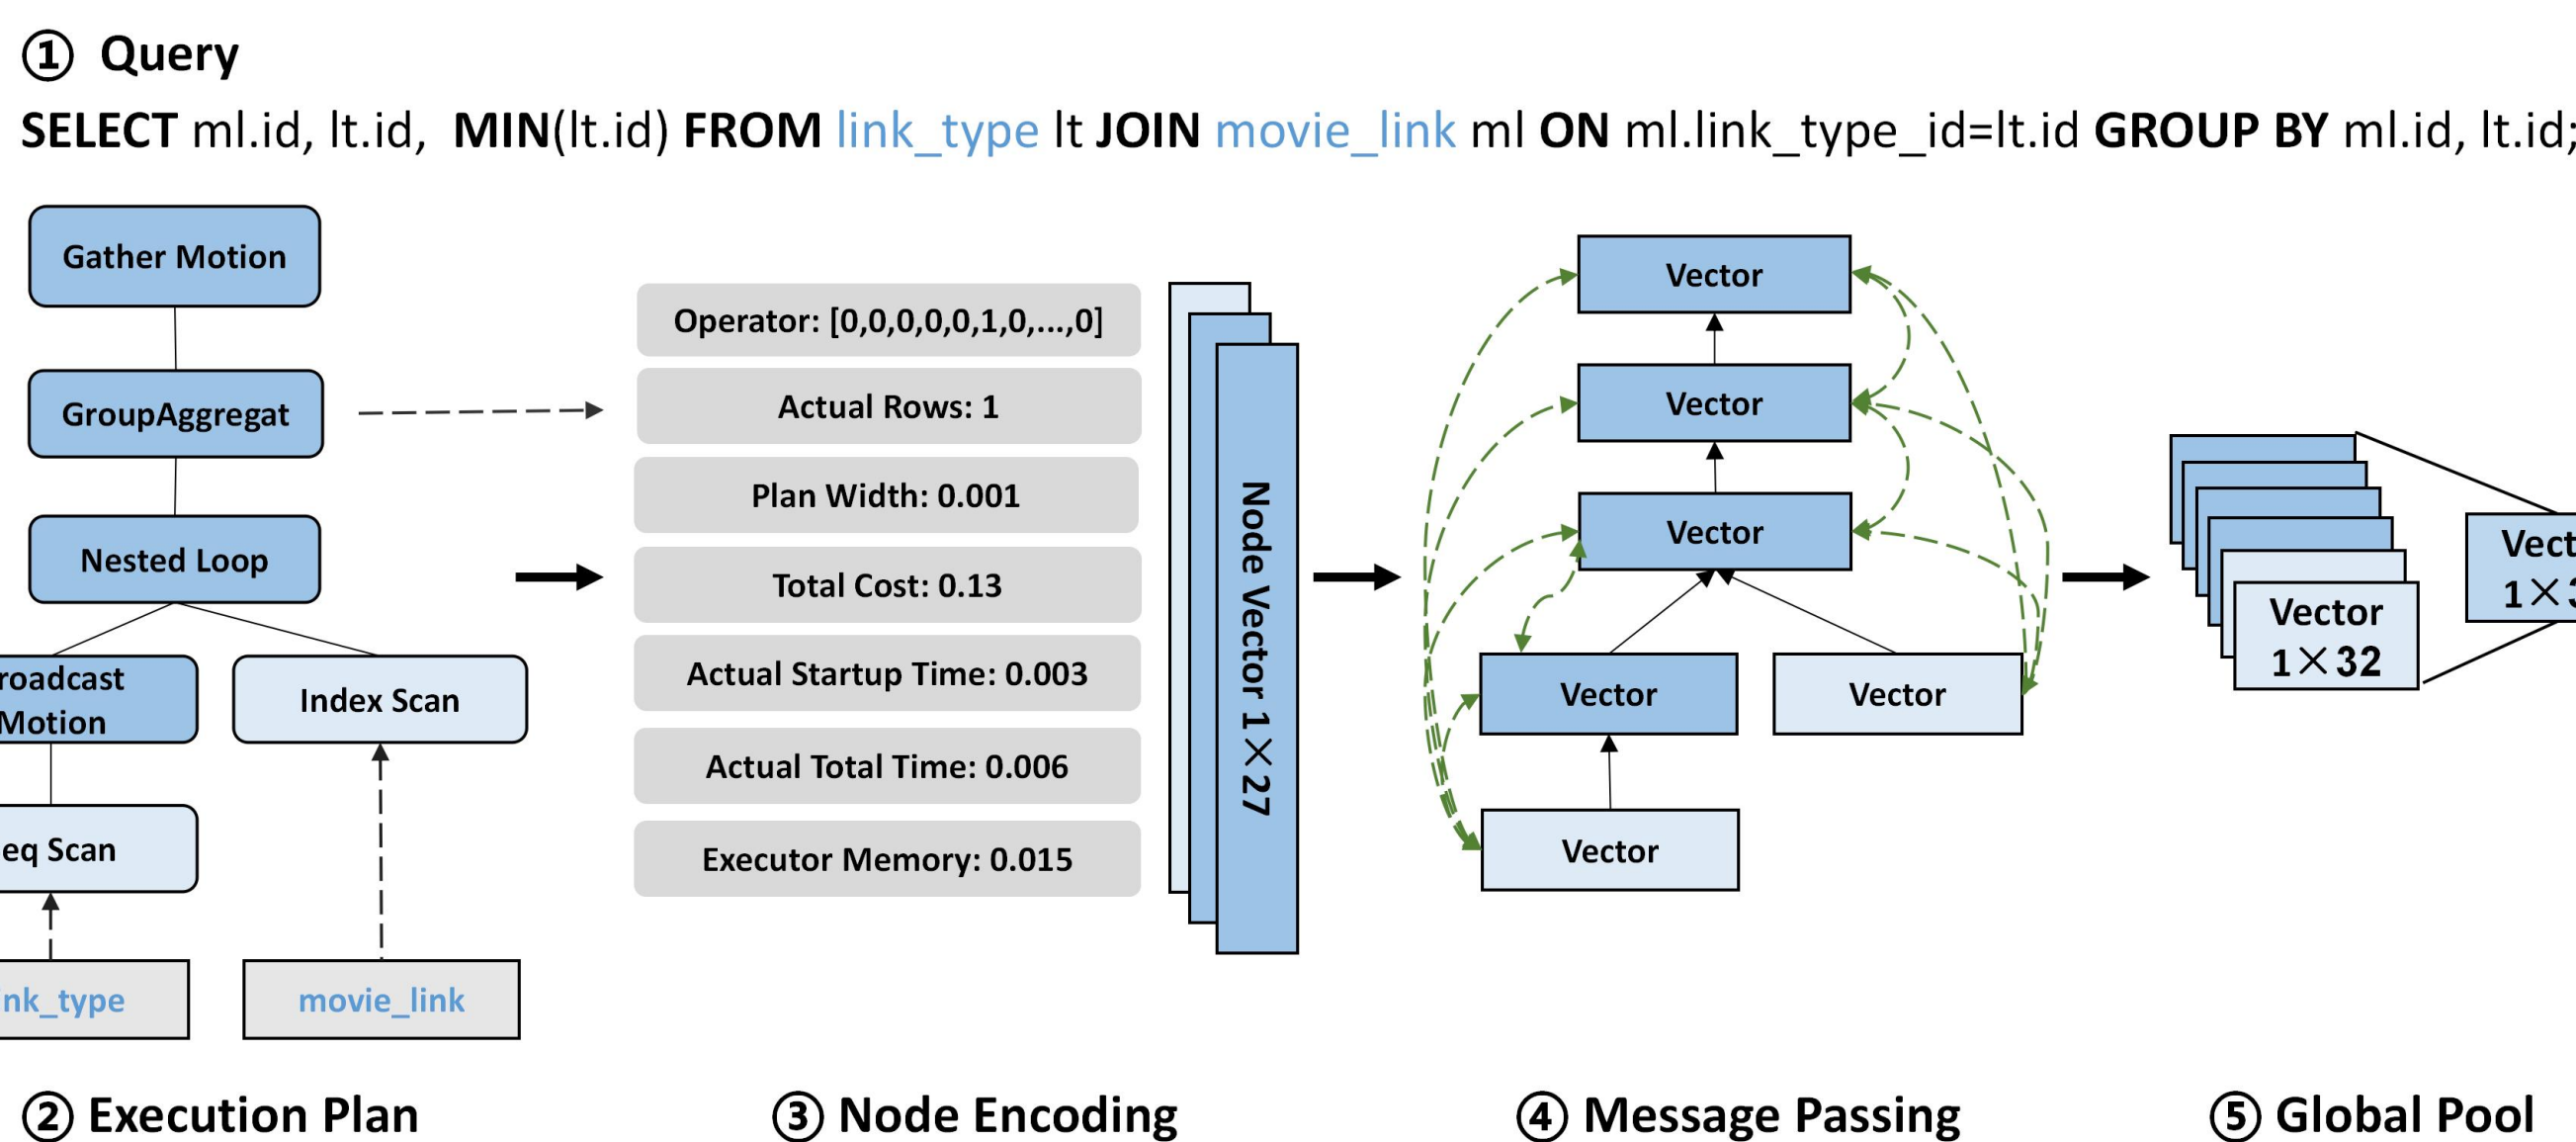 ① Query
SELECT ml.id, lt.id, MIN(lt.id) FROM link_type lt JOIN movie_link ml ON ml.link_type_id=lt.id GROUP BY ml.id, lt.id;
Gather Motion
GroupAggregat
Nested Loop
roadcast
Motion
Index Scan
eq Scan
nk_type
movie_link
② Execution Plan
Operator: [0,0,0,0,0,1,0,...,0]
Actual Rows: 1
Plan Width: 0.001
Total Cost: 0.13
Actual Startup Time: 0.003
Actual Total Time: 0.006
Executor Memory: 0.015
Node Vector 1×27
③ Node Encoding
Vector
Vector
Vector
Vector
Vector
Vector
④ Message Passing
Vector
1×32
Vect
1×3
⑤ Global Pool